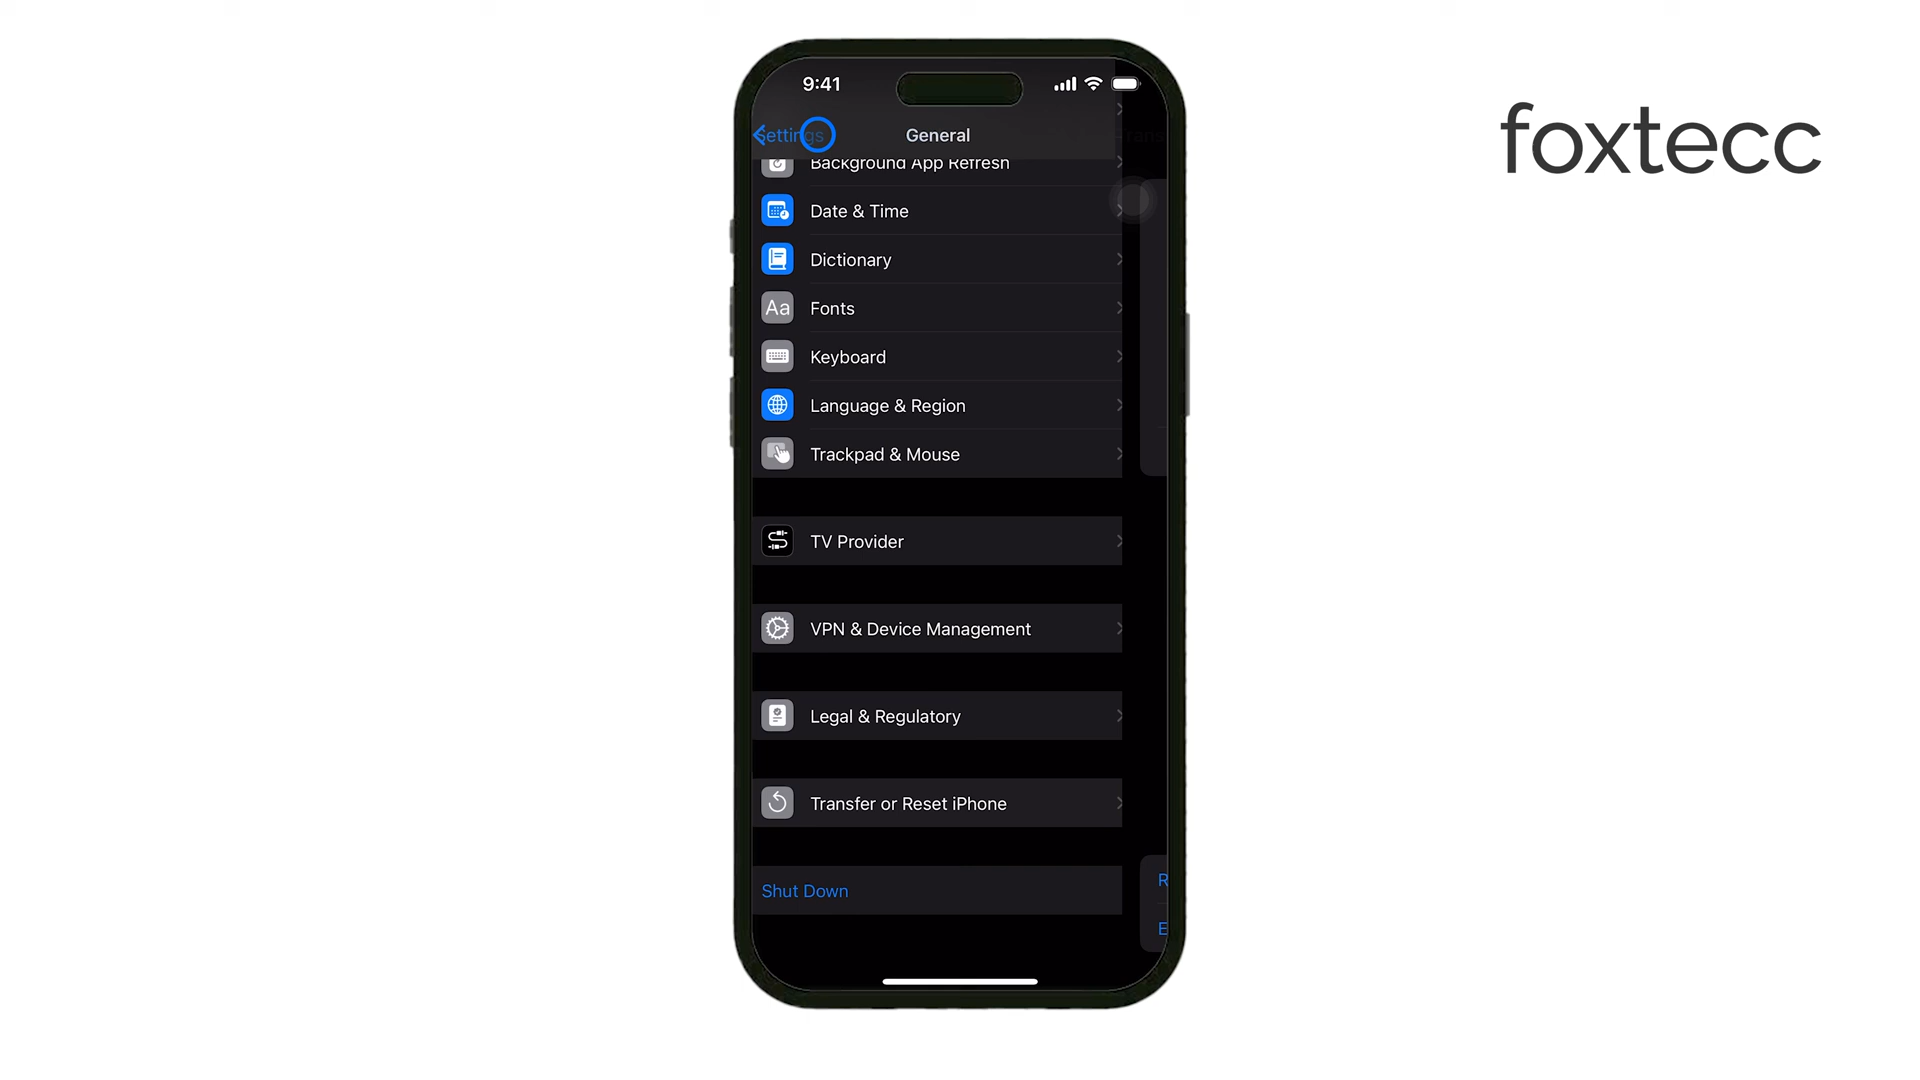 9:41
foxtecc
Settings
General
Background App Refresh
Date & Time
Dictionary
Aa
Fonts
Keyboard
Language & Region
Trackpad & Mouse
TV Provider
VPN & Device Management
Legal & Regulatory
Transfer or Reset iPhone
R
Shut Down
E